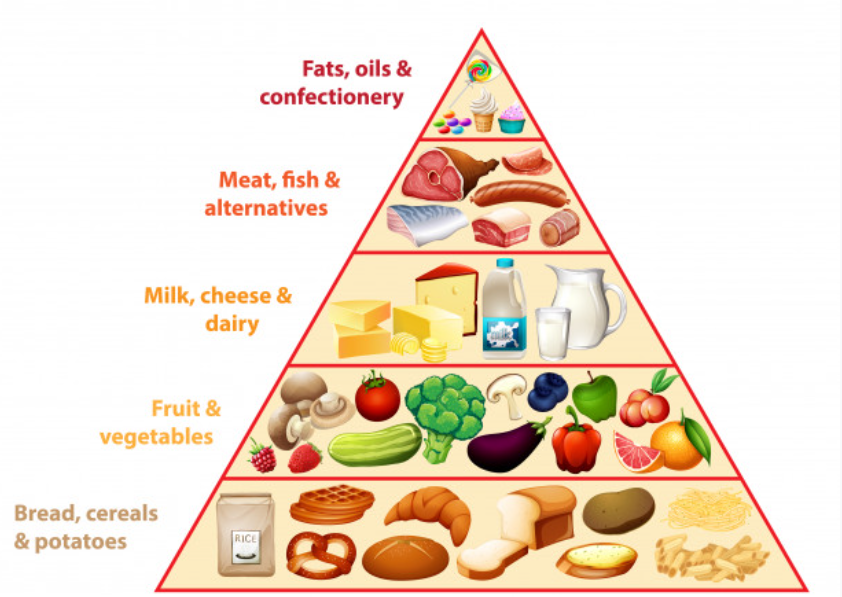 Fats, oils &
confectionery
Meat, fish &
alternatives
Milk, cheese &
dairy
Fruit &
vegetables
Bread, cereals
& potatoes
RICE